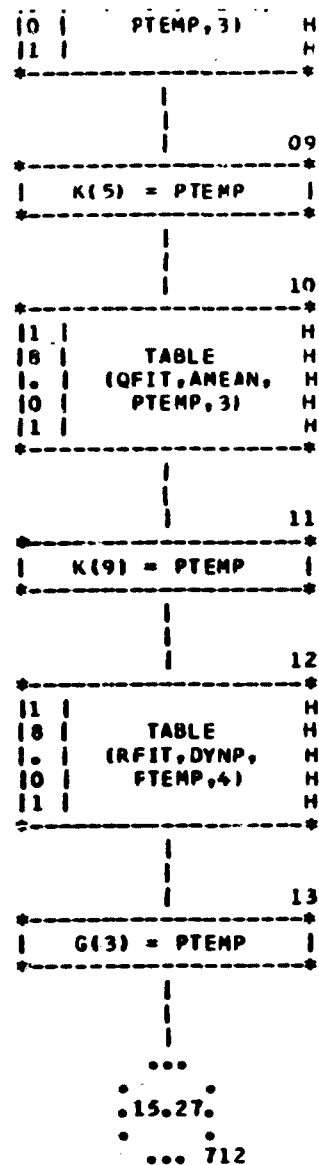 |0 | PTEMP,3) H
|1 | H
*------------------*
09
*------------------*
| K(5) = PTEMP |
*------------------*
10
*------------------*
|1 | H
|8 | TABLE H
|. | (QFIT,AMEAN, H
|0 | PTEMP,3) H
|1 | H
*------------------*
11
*------------------*
| K(9) = PTEMP |
*------------------*
12
*------------------*
|1 | H
|8 | TABLE H
|. | (RFIT,DYNP, H
|0 | FTEMP,4) H
|1 | H
*------------------*
13
*------------------*
| G(3) = PTEMP |
*------------------*
.15.27.
... 712